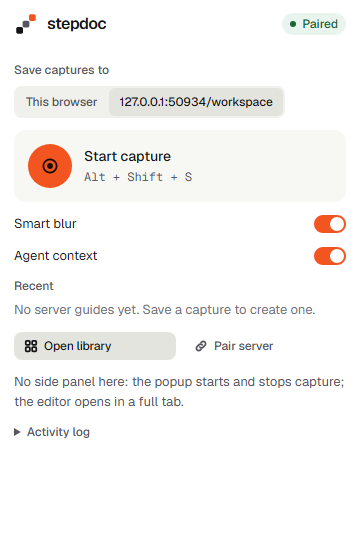 stepdoc
Paired
Save captures to
This browser
127.0.0.1:50934/workspace
Start capture
Alt + Shift + S
Smart blur
Agent context
Recent
No server guides yet. Save a capture to create one.
Open library
Pair server
No side panel here: the popup starts and stops capture;
the editor opens in a full tab.
Activity log